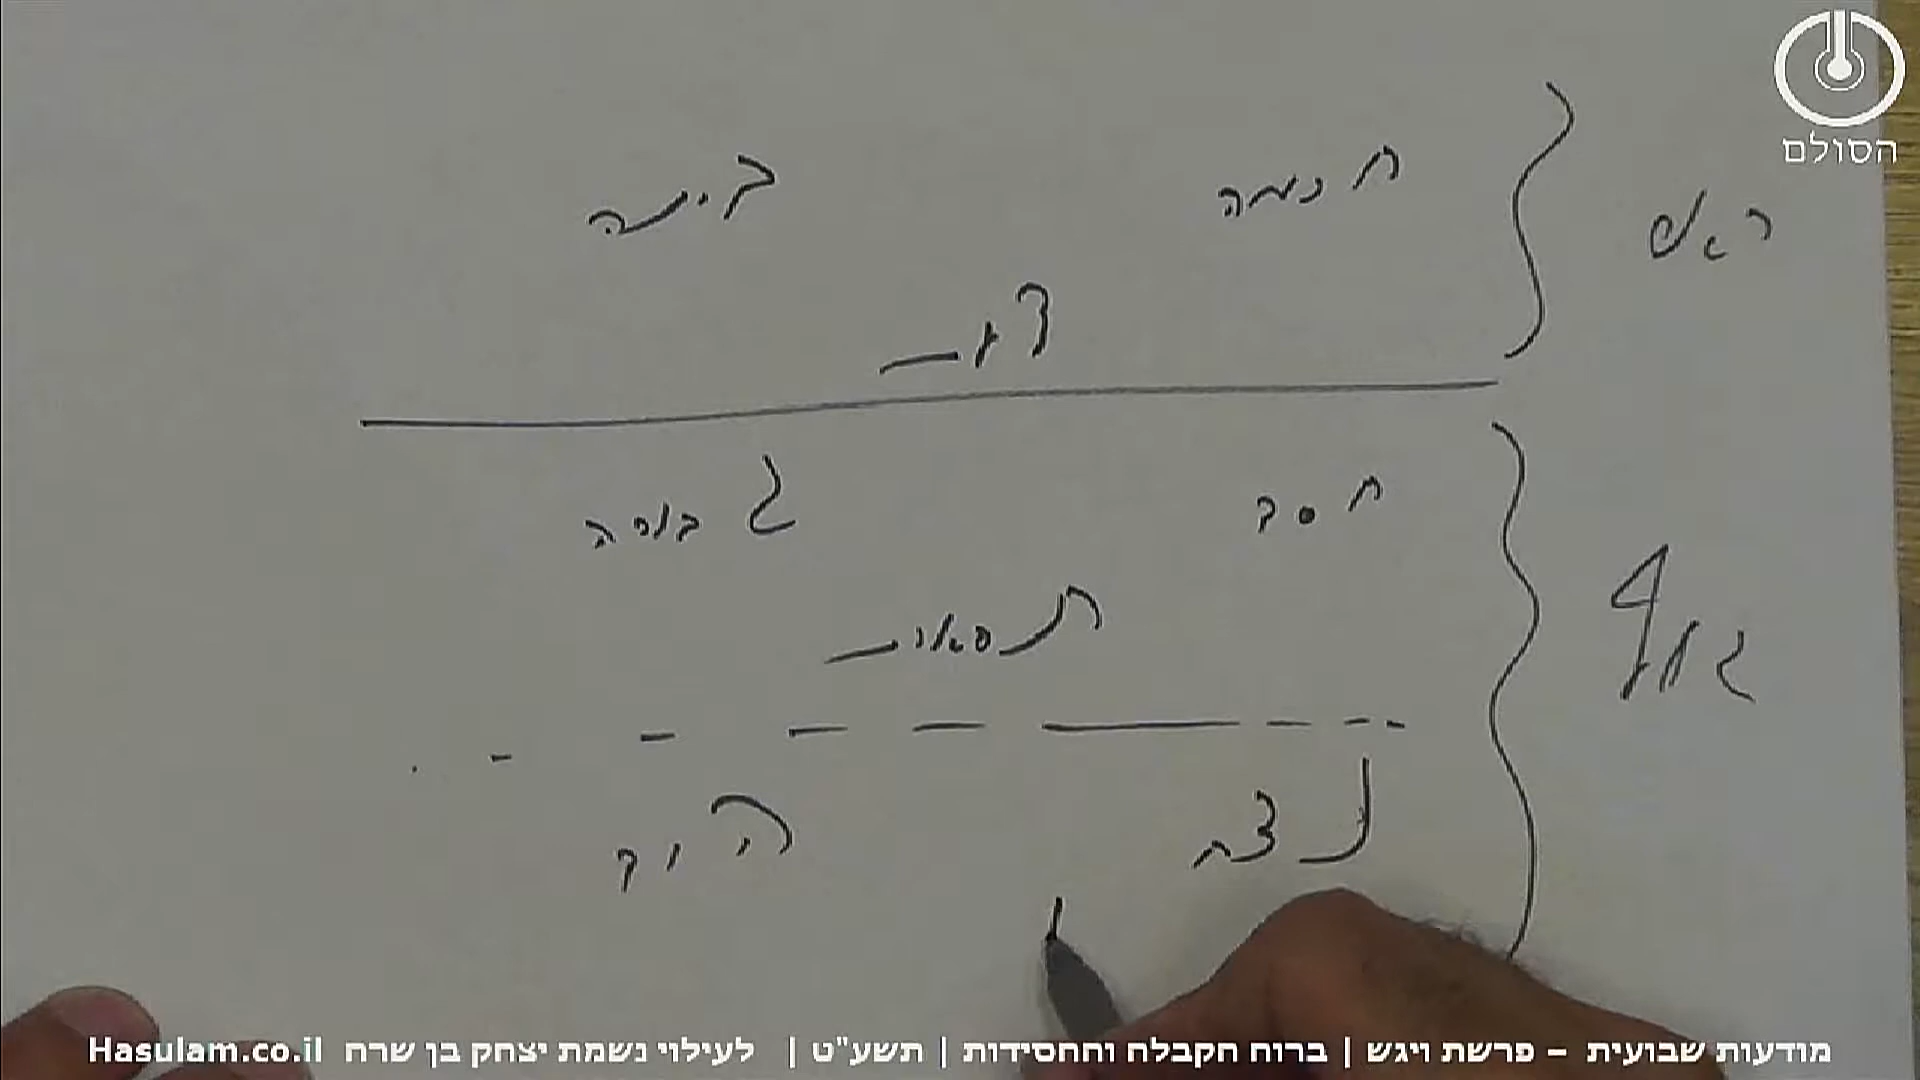 הסולם
חכמה בינה
ראש
דעת
חסד גבורה
תפארת
גוף
נצח הוד
מודעות שבועית – פרשת ויגש | ברוח הקבלה והחסידות | תשע"ט | לעילוי נשמת יצחק בן שרה Hasulam.co.il